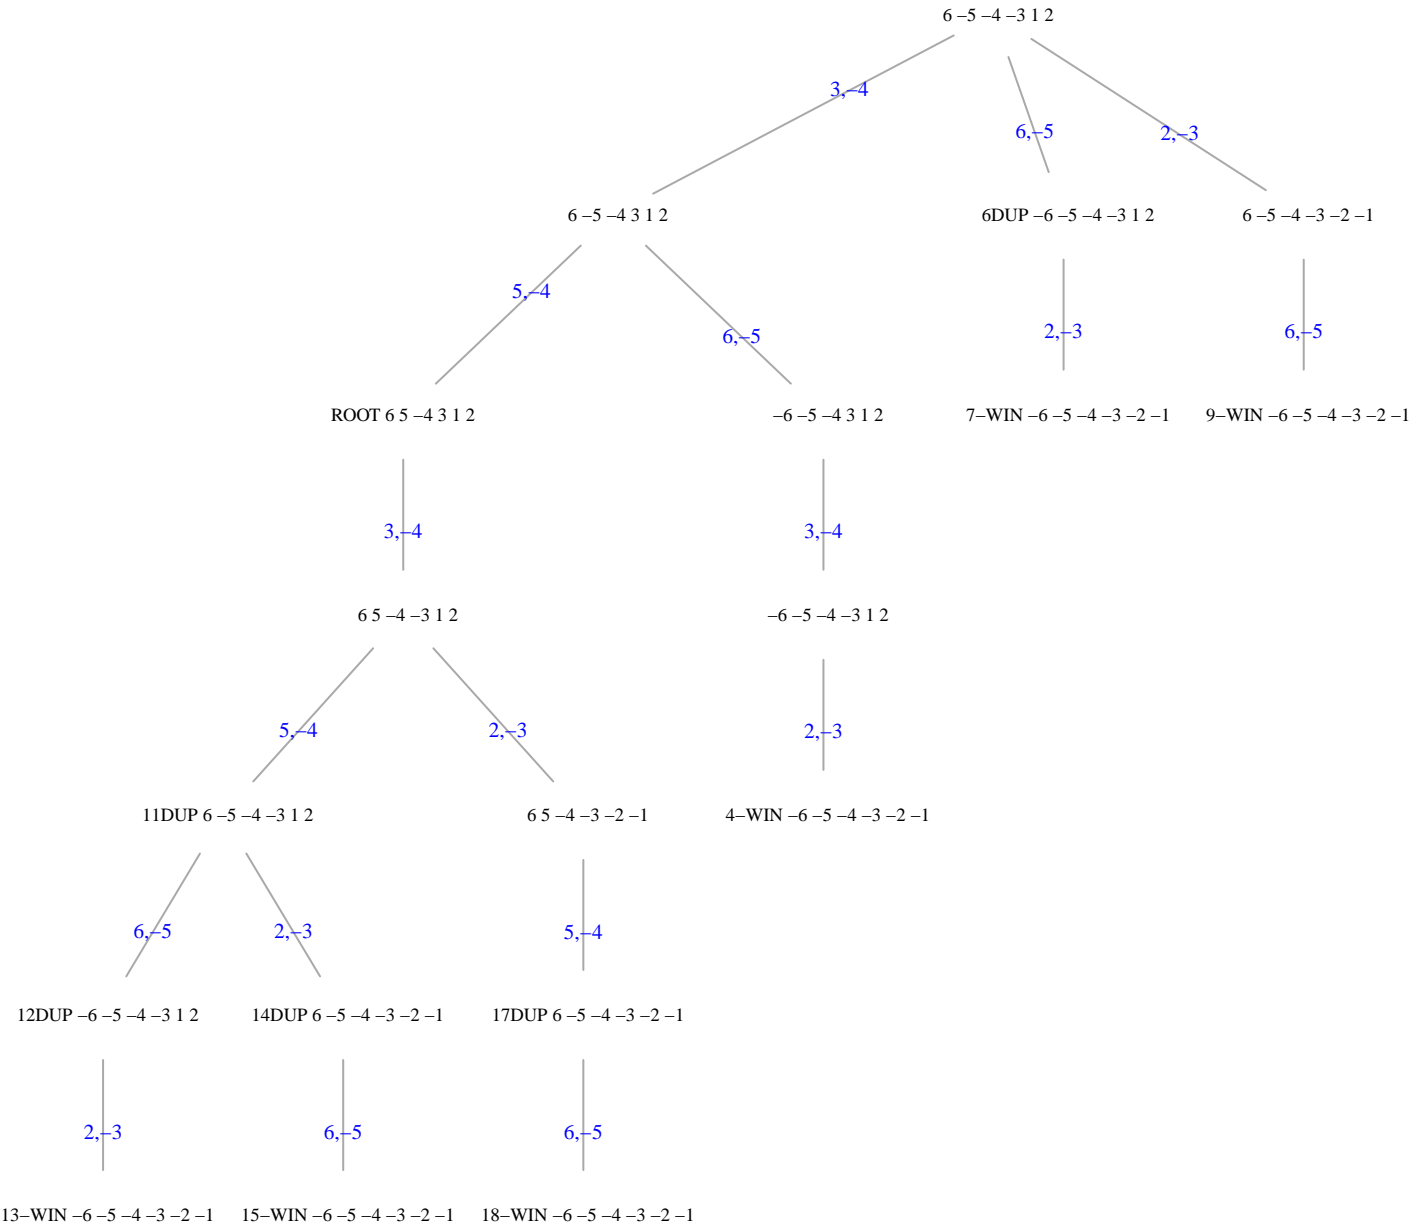 6 –5 –4 –3 1 2
3,–4
6,–5
2,–3
6 –5 –4 3 1 2
6DUP –6 –5 –4 –3 1 2
6 –5 –4 –3 –2 –1
5,–4
6,–5
2,–3
6,–5
ROOT 6 5 –4 3 1 2
–6 –5 –4 3 1 2
7–WIN –6 –5 –4 –3 –2 –1
9–WIN –6 –5 –4 –3 –2 –1
3,–4
3,–4
6 5 –4 –3 1 2
–6 –5 –4 –3 1 2
5,–4
2,–3
2,–3
11DUP 6 –5 –4 –3 1 2
6 5 –4 –3 –2 –1
4–WIN –6 –5 –4 –3 –2 –1
6,–5
2,–3
5,–4
12DUP –6 –5 –4 –3 1 2
14DUP 6 –5 –4 –3 –2 –1
17DUP 6 –5 –4 –3 –2 –1
2,–3
6,–5
6,–5
13–WIN –6 –5 –4 –3 –2 –1
15–WIN –6 –5 –4 –3 –2 –1
18–WIN –6 –5 –4 –3 –2 –1